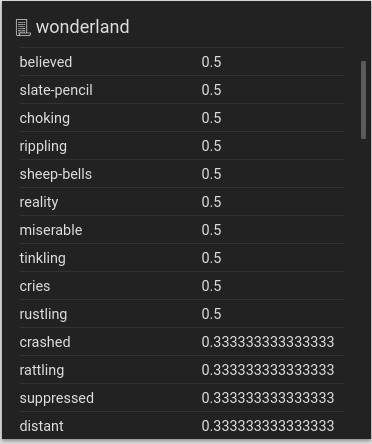 wonderland
believed 0.5
slate-pencil 0.5
choking 0.5
rippling 0.5
sheep-bells 0.5
reality 0.5
miserable 0.5
tinkling 0.5
cries 0.5
rustling 0.5
crashed 0.333333333333333
rattling 0.333333333333333
suppressed 0.333333333333333
distant 0.333333333333333